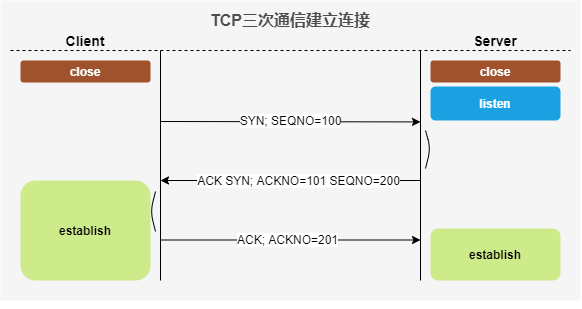 TCP三次通信建立连接
Client
Server
close
close
listen
SYN; SEQNO=100
ACK SYN; ACKNO=101 SEQNO=200
establish
ACK; ACKNO=201
establish